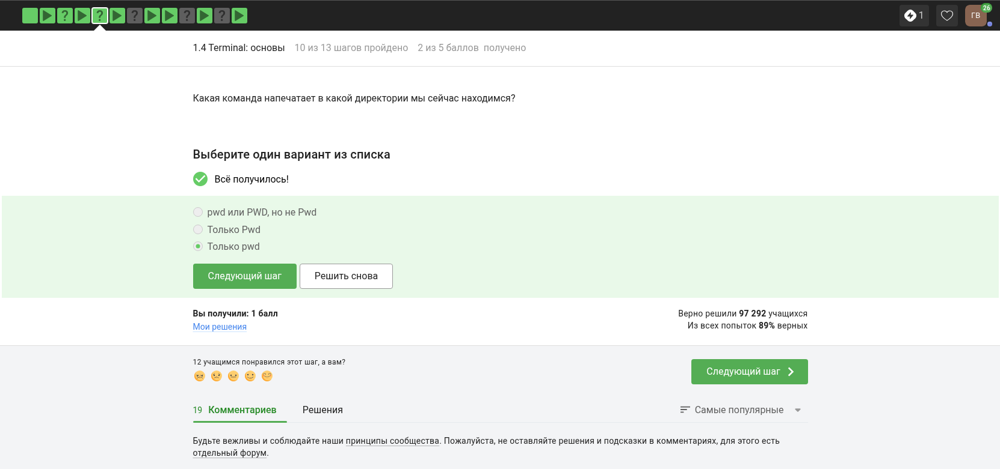 ? ? ? ? ?
1 ГВ 26
1.4 Terminal: основы 10 из 13 шагов пройдено 2 из 5 баллов получено
Какая команда напечатает в какой директории мы сейчас находимся?
Выберите один вариант из списка
Всё получилось!
pwd или PWD, но не Pwd
Только Pwd
Только pwd
Следующий шаг Решить снова
Вы получили: 1 балл
Мои решения
Верно решили 97 292 учащихся
Из всех попыток 89% верных
12 учащимся понравился этот шаг, а вам?
Следующий шаг
19 Комментариев Решения Самые популярные
Будьте вежливы и соблюдайте наши принципы сообщества. Пожалуйста, не оставляйте решения и подсказки в комментариях, для этого есть
отдельный форум.